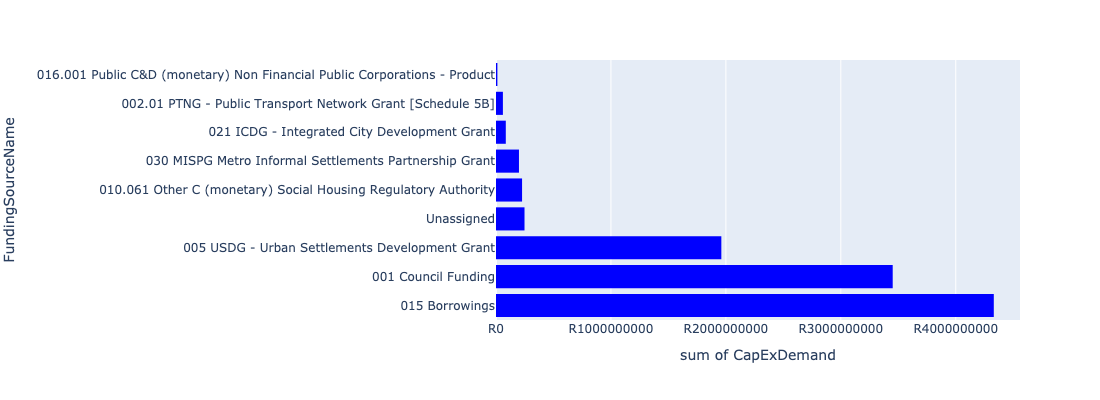 FundingSourceName
016.001 Public C&D (monetary) Non Financial Public Corporations - Product
002.01 PTNG - Public Transport Network Grant [Schedule 5B]
021 ICDG - Integrated City Development Grant
030 MISPG Metro Informal Settlements Partnership Grant
010.061 Other C (monetary) Social Housing Regulatory Authority
Unassigned
005 USDG - Urban Settlements Development Grant
001 Council Funding
015 Borrowings
R0 R1000000000 R2000000000 R3000000000 R4000000000
sum of CapExDemand